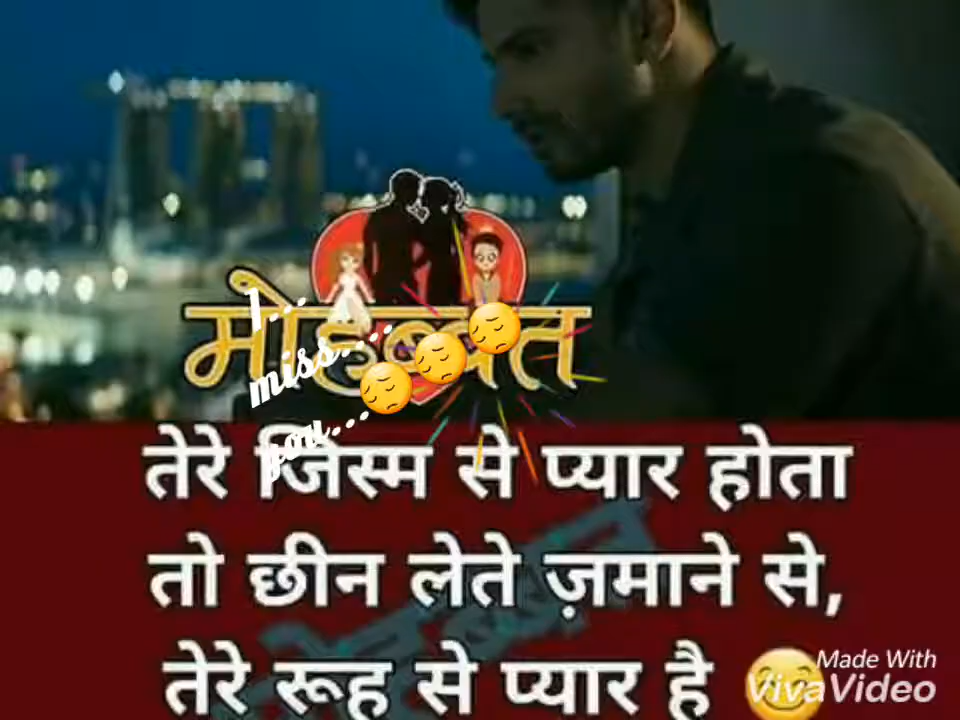 मोहब्बत
I...
miss....
you...😔😔😔
तेरे जिस्म से प्यार होता
तो छीन लेते ज़माने से,
तेरे रूह से प्यार है 😊
Made With
VivaVideo